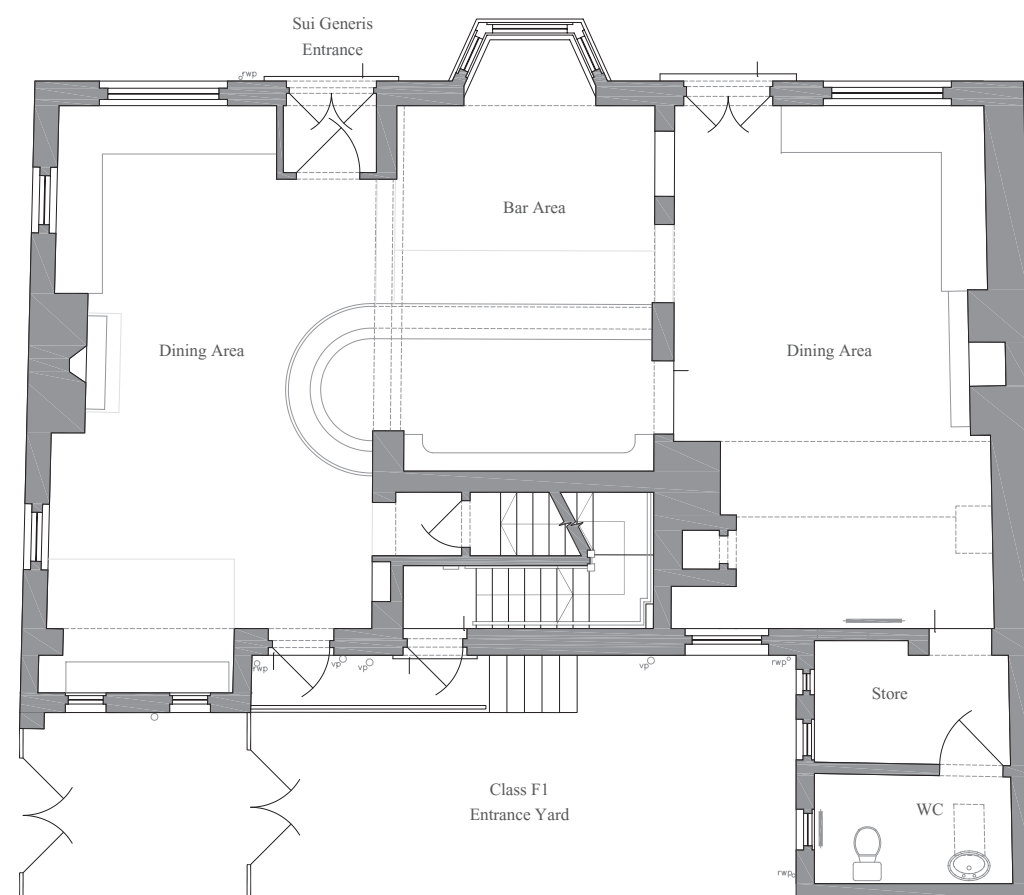 Sui Generis
Entrance
rwp
Bar Area
Dining Area
Dining Area
rwp
vp
vp
vp
rwp
Store
Class F1
Entrance Yard
WC
rwp